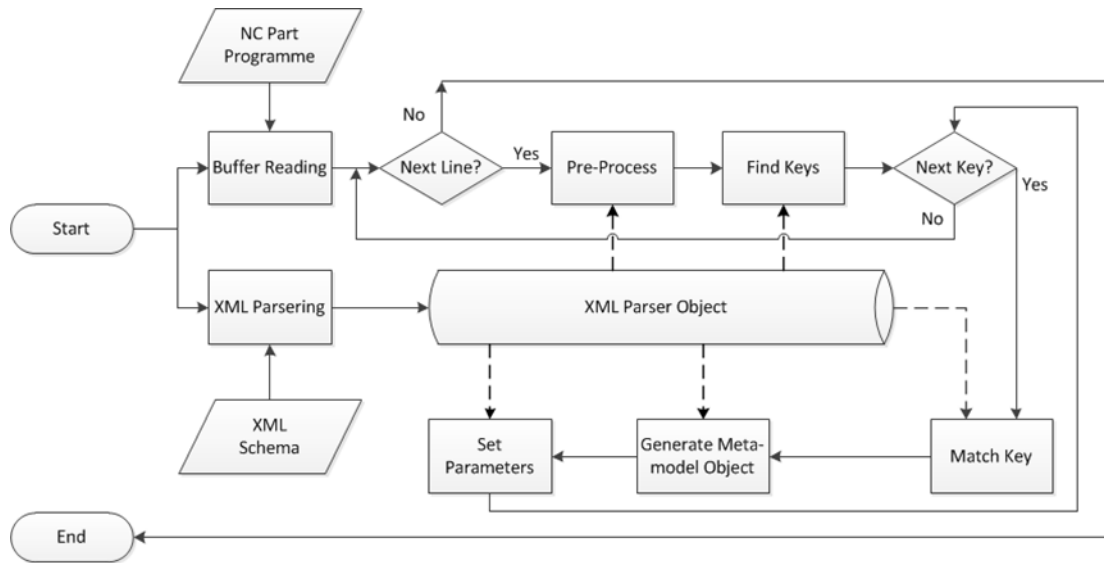 NC Part
Programme
No
Buffer Reading
Next Line?
Yes
Pre-Process
Find Keys
Next Key?
Yes
No
Start
XML Parsering
XML Parser Object
XML
Schema
Set
Parameters
Generate Meta-
model Object
Match Key
End